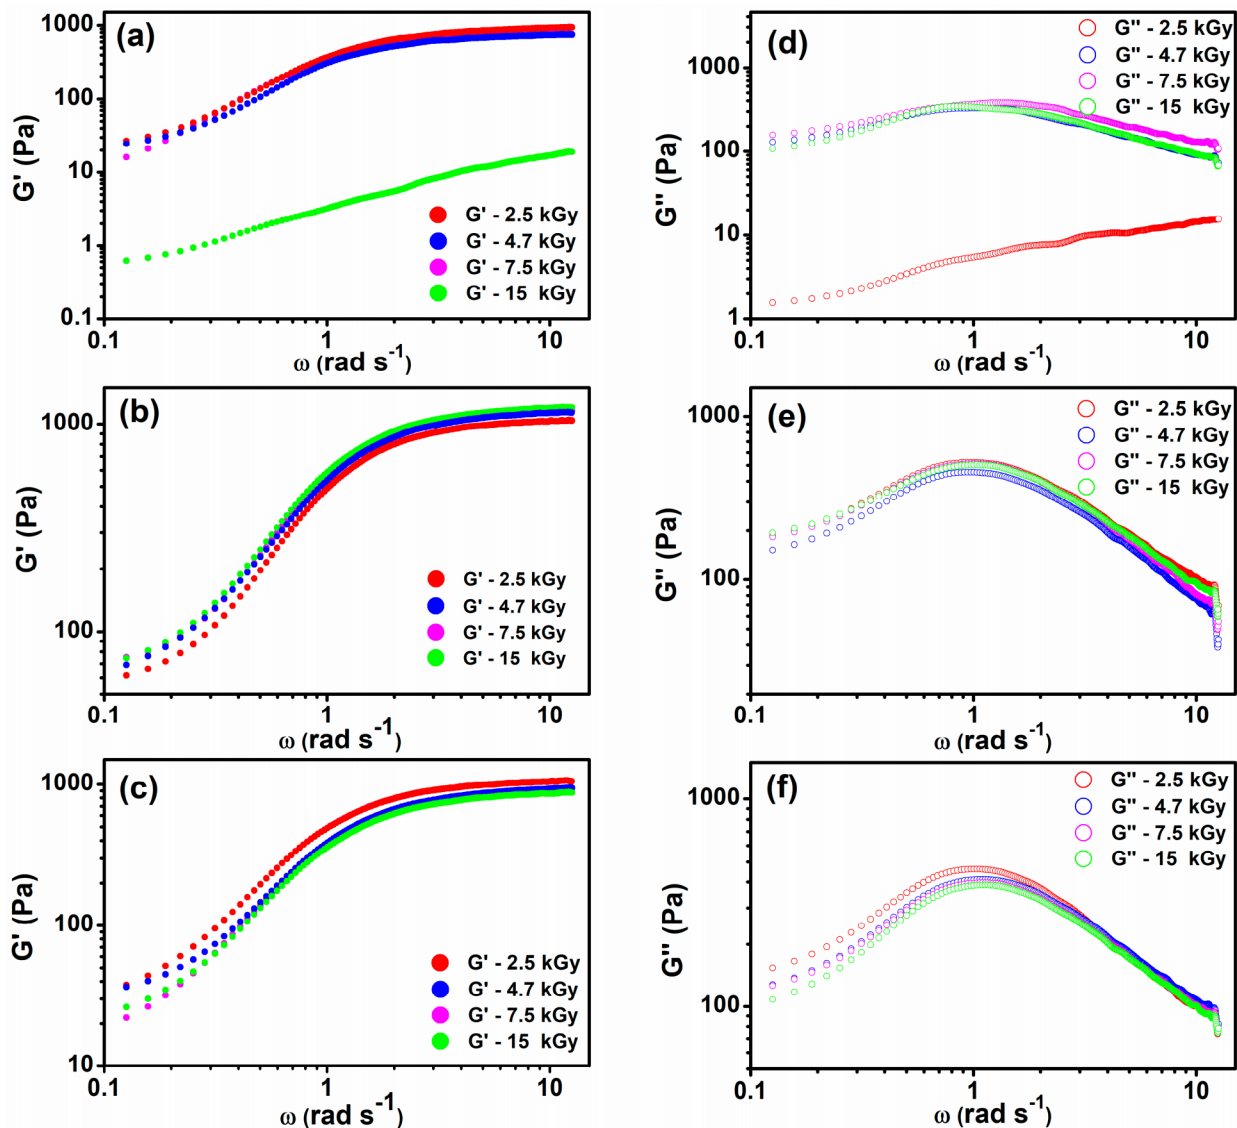 (a)
1000
100
10
1
0.1
G' (Pa)
G' - 2.5 kGy
G' - 4.7 kGy
G' - 7.5 kGy
G' - 15 kGy
0.1
1
10
ω (rad s-1)
(d)
1000
100
10
1
G'' (Pa)
G'' - 2.5 kGy
G'' - 4.7 kGy
G'' - 7.5 kGy
G'' - 15 kGy
0.1
1
10
ω (rad s-1)
(b)
1000
100
G' (Pa)
G' - 2.5 kGy
G' - 4.7 kGy
G' - 7.5 kGy
G' - 15 kGy
0.1
1
10
ω (rad s-1)
(e)
1000
100
G'' (Pa)
G'' - 2.5 kGy
G'' - 4.7 kGy
G'' - 7.5 kGy
G'' - 15 kGy
0.1
1
10
ω (rad s-1)
(c)
1000
100
10
G' (Pa)
G' - 2.5 kGy
G' - 4.7 kGy
G' - 7.5 kGy
G' - 15 kGy
0.1
1
10
ω (rad s-1)
(f)
1000
100
G'' (Pa)
G'' - 2.5 kGy
G'' - 4.7 kGy
G'' - 7.5 kGy
G'' - 15 kGy
0.1
1
10
ω (rad s-1)